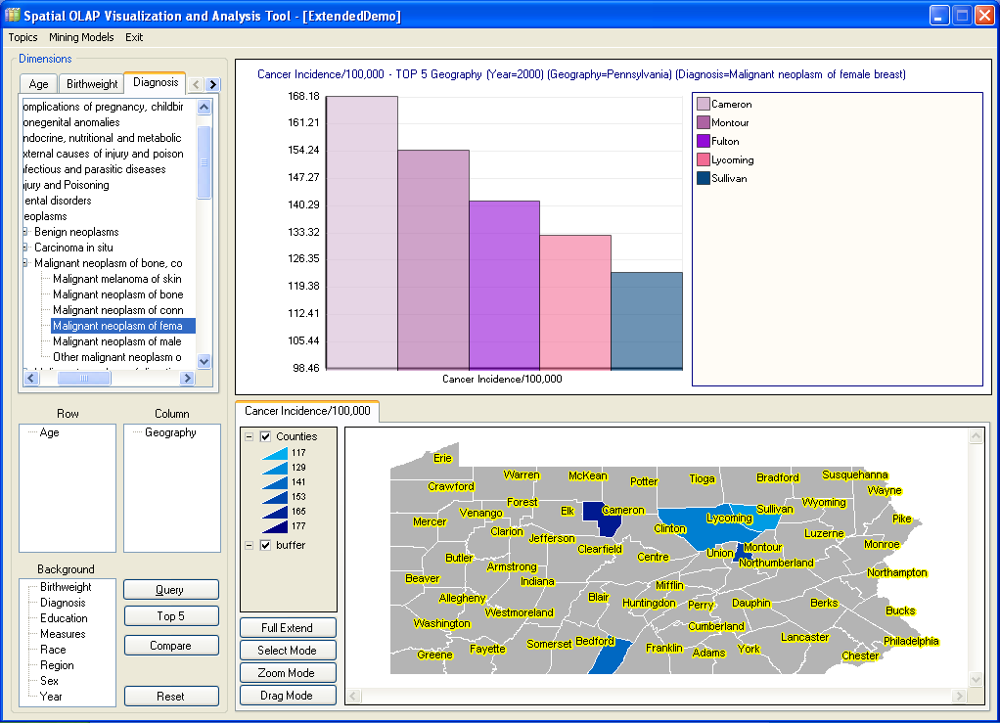 Spatial OLAP Visualization and Analysis Tool - [ExtendedDemo]
Topics Mining Models Exit
Dimensions
Age Birthweight Diagnosis
omplications of pregnancy, childbir
onegenital anomalies
ndocrine, nutritional and metabolic
xternal causes of injury and poison
nfectious and parasitic diseases
njury and Poisoning
ental disorders
eoplasms
Benign neoplasms
Carcinoma in situ
Malignant neoplasm of bone, co
Malignant melanoma of skin
Malignant neoplasm of bone
Malignant neoplasm of conn
Malignant neoplasm of fema
Malignant neoplasm of male
Other malignant neoplasm o
Row
Age
Column
Geography
Background
Birthweight
Diagnosis
Education
Measures
Race
Region
Sex
Year
Query
Top 5
Compare
Reset
Cancer Incidence/100,000 - TOP 5 Geography (Year=2000) (Geography=Pennsylvania) (Diagnosis=Malignant neoplasm of female breast)
168.18
161.21
154.24
147.27
140.29
133.32
126.35
119.38
112.41
105.44
98.46
Cancer Incidence/100,000
Cameron
Montour
Fulton
Lycoming
Sullivan
Cancer Incidence/100,000
Counties
117
129
141
153
165
177
buffer
Full Extend
Select Mode
Zoom Mode
Drag Mode
Erie
Crawford
Warren
McKean
Potter
Tioga
Bradford
Susquehanna
Wayne
Mercer
Venango
Forest
Elk
Cameron
Clinton
Lycoming
Sullivan
Wyoming
Pike
Clarion
Jefferson
Clearfield
Centre
Union
Montour
Northumberland
Luzerne
Monroe
Butler
Beaver
Armstrong
Indiana
Northampton
Allegheny
Westmoreland
Blair
Huntingdon
Mifflin
Perry
Dauphin
Berks
Bucks
Washington
Cumberland
Lancaster
Philadelphia
Greene
Fayette
Somerset
Bedford
Franklin
Adams
York
Chester